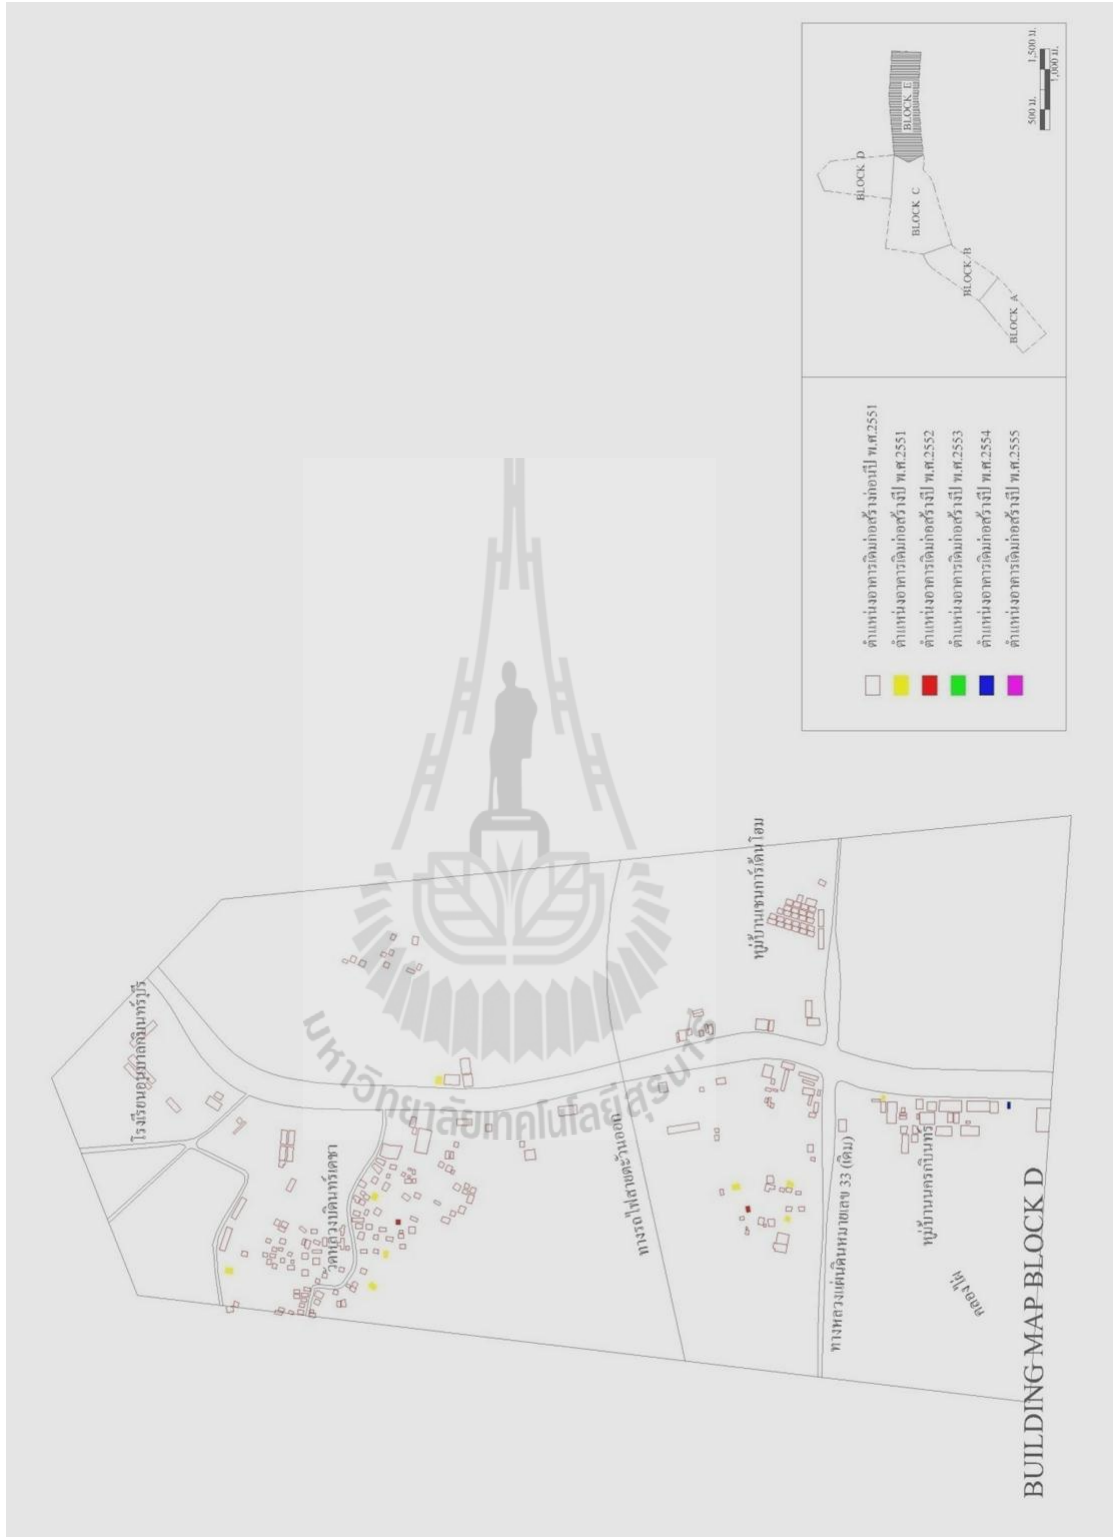 BUILDING MAP BLOCK D
โรงเรียนอนุบาลกบินทร์บุรี
วัดหลวงบดินทร์เดชา
ทางรถไฟสายตะวันออก
หมู่บ้านเซนการ์เด้นโฮม
ทางหลวงแผ่นดินหมายเลข 33 (เดิม)
หมู่บ้านนครกบินทร์
คลองไผ่
มหาวิทยาลัยเทคโนโลยีสุรนารี
ตำแหน่งอาคารเดิมก่อสร้างก่อนปี พ.ศ.2551
ตำแหน่งอาคารเดิมก่อสร้างปี พ.ศ.2551
ตำแหน่งอาคารเดิมก่อสร้างปี พ.ศ.2552
ตำแหน่งอาคารเดิมก่อสร้างปี พ.ศ.2553
ตำแหน่งอาคารเดิมก่อสร้างปี พ.ศ.2554
ตำแหน่งอาคารเดิมก่อสร้างปี พ.ศ.2555
BLOCK D
BLOCK E
BLOCK C
BLOCK B
BLOCK A
500 ม.
1,500 ม.
1,000 ม.